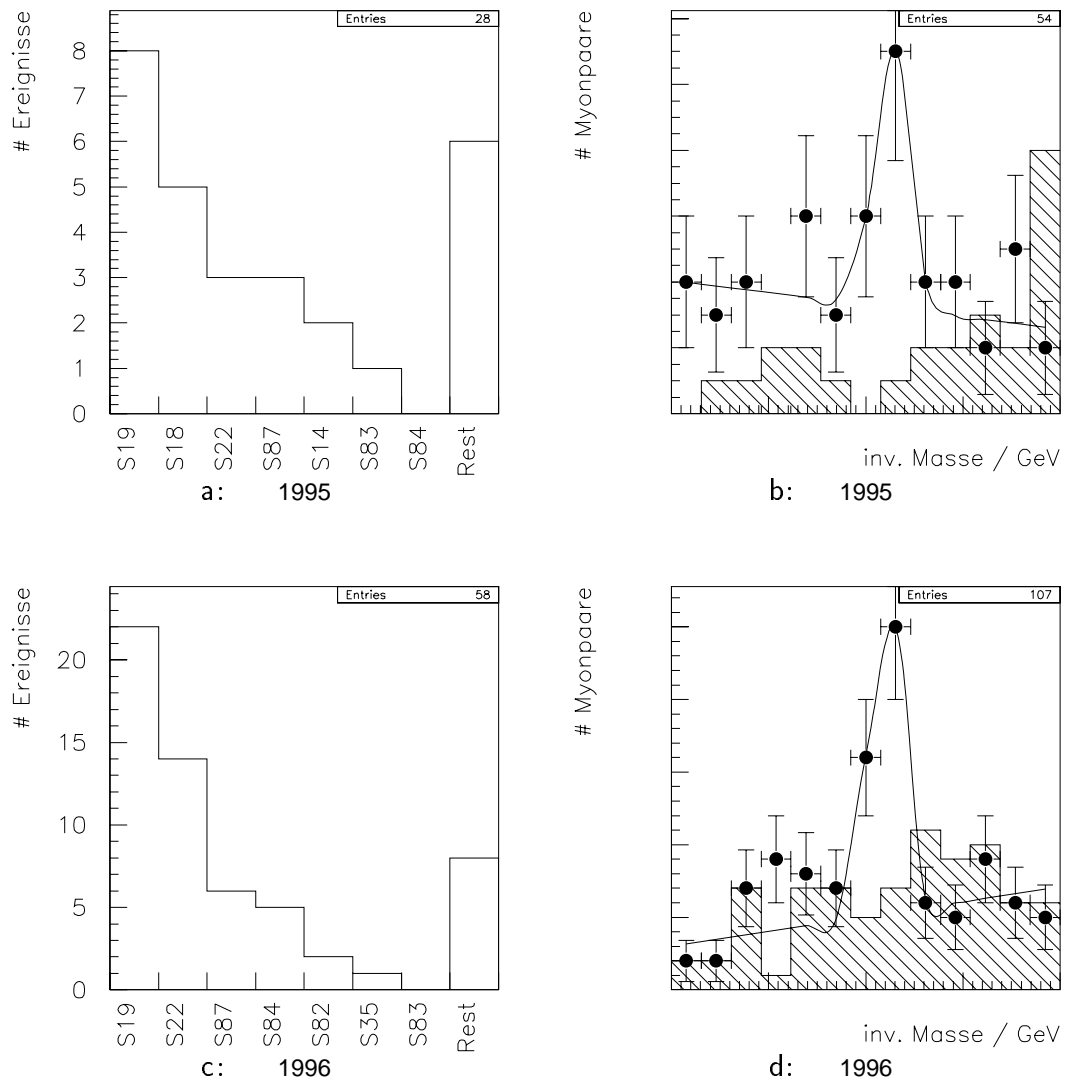 # Ereignisse
Entries 28
8
7
6
5
4
3
2
1
0
S19 S18 S22 S87 S14 S83 S84 Rest
a: 1995
# Myonpaare
Entries 54
inv. Masse / GeV
b: 1995
# Ereignisse
Entries 58
20
15
10
5
0
S19 S22 S87 S84 S82 S35 S83 Rest
c: 1996
# Myonpaare
Entries 107
inv. Masse / GeV
d: 1996